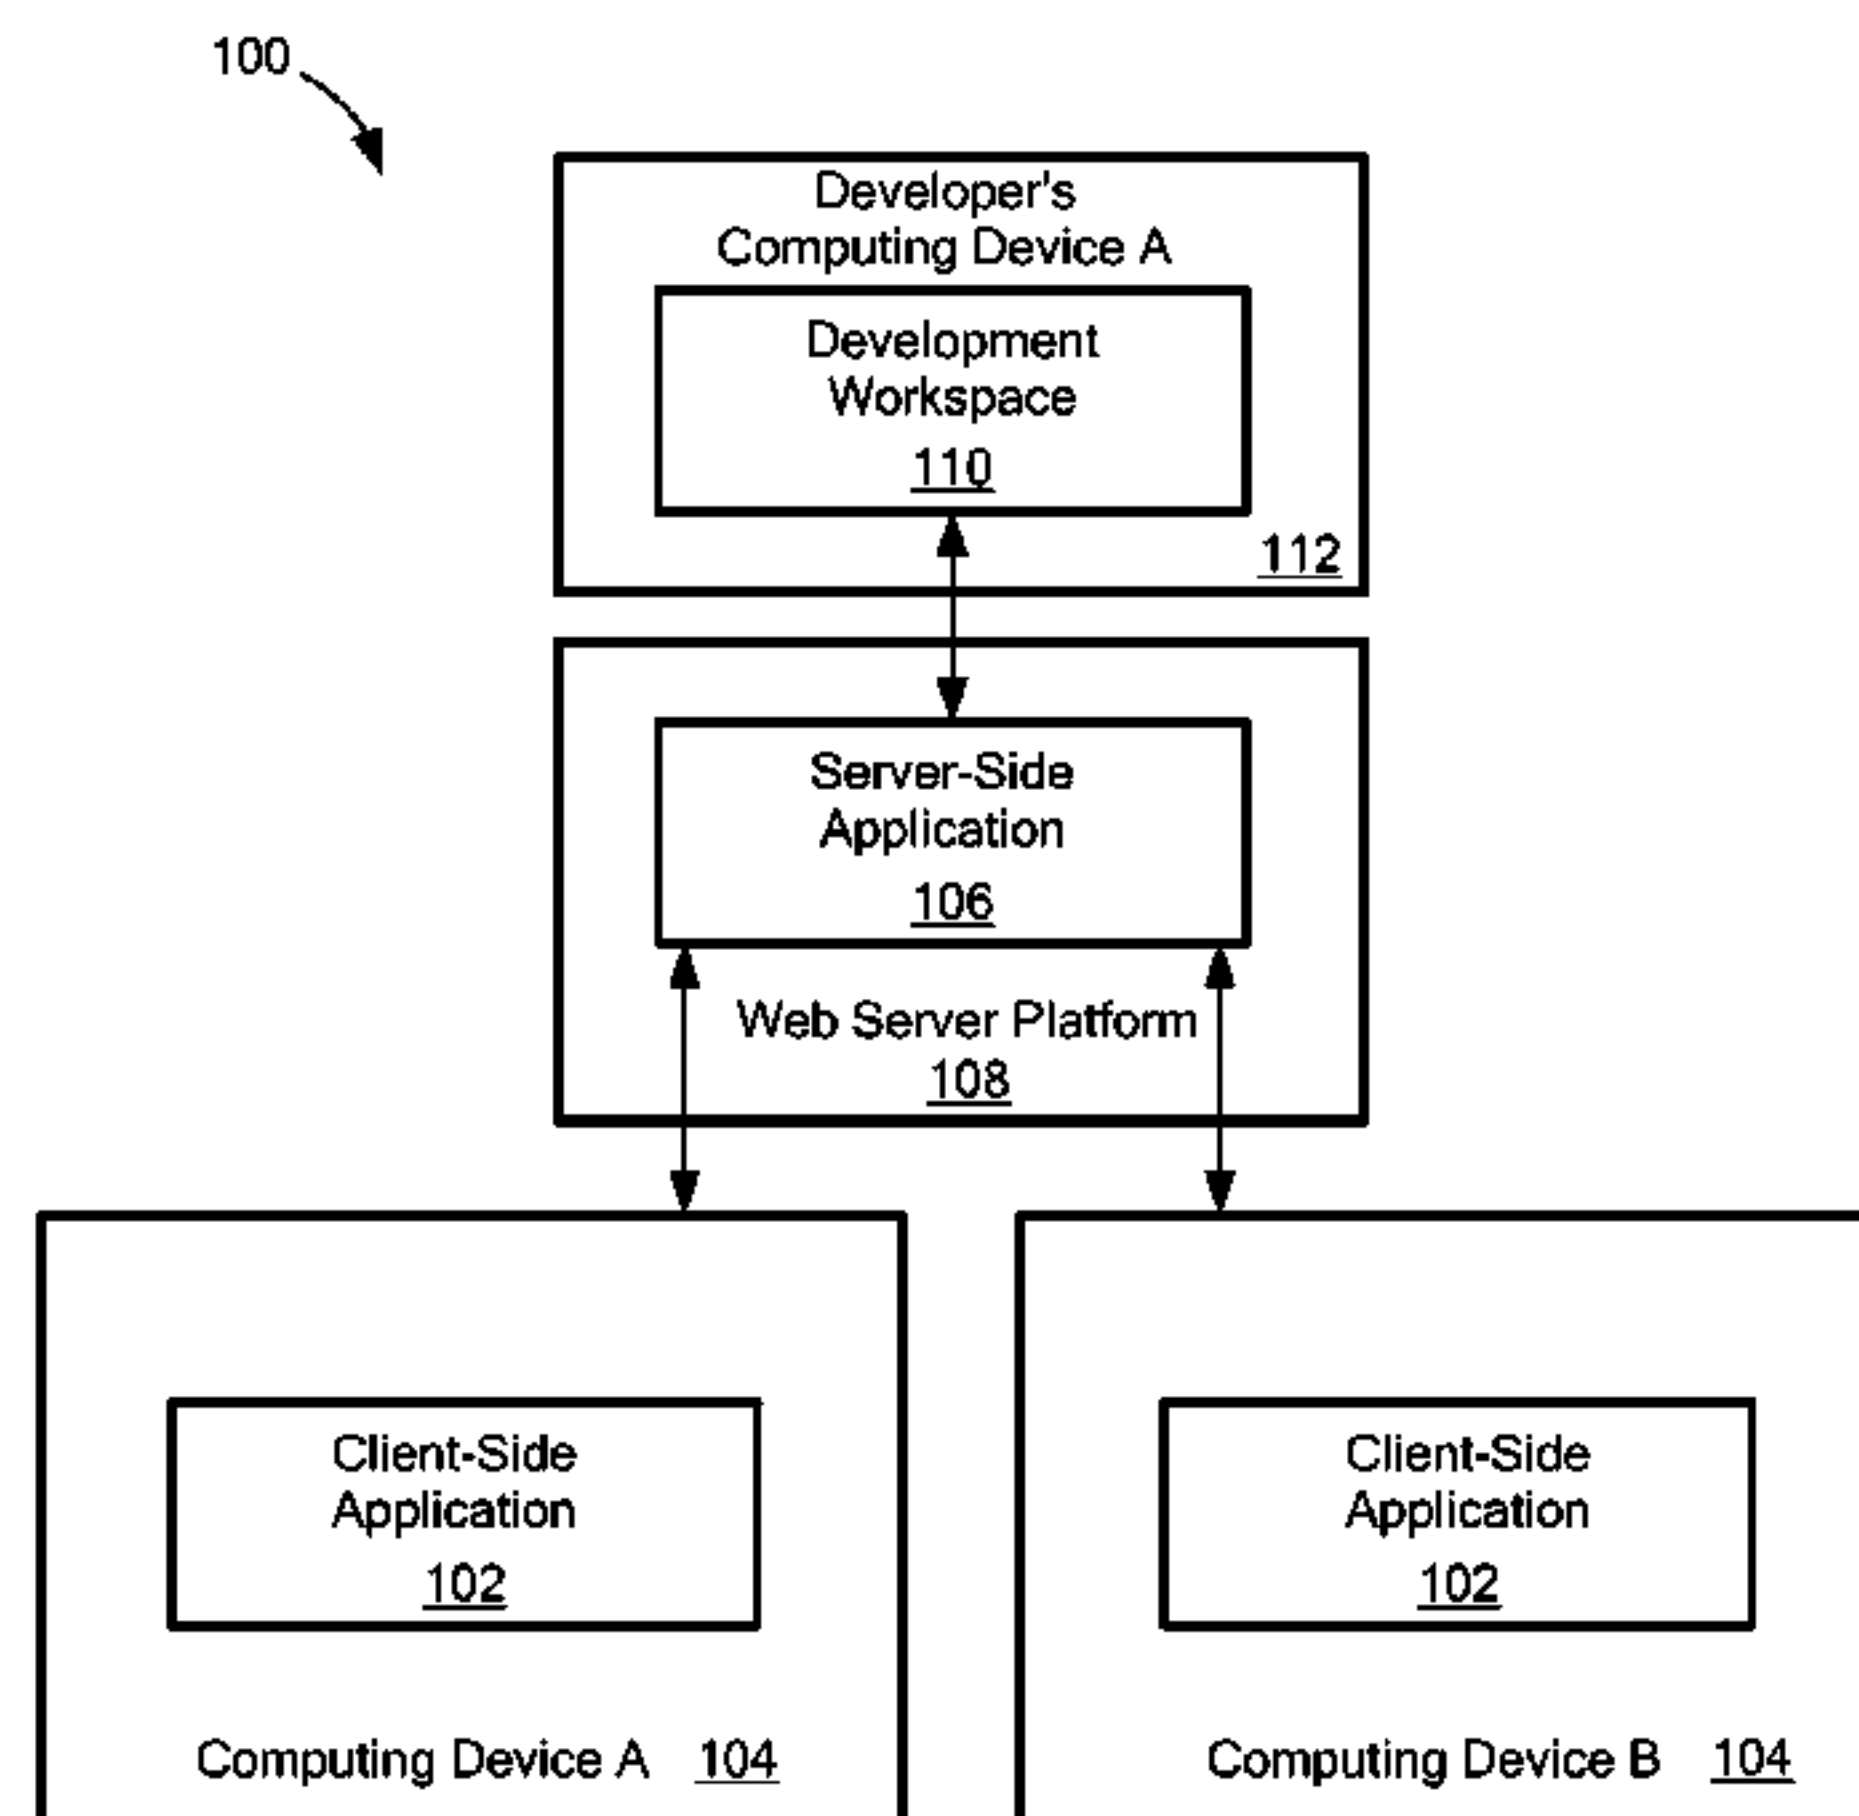 100
Developer's
Computing Device A
Development
Workspace
110
112
Server-Side
Application
106
Web Server Platform
108
Client-Side
Application
102
Computing Device A 104
Client-Side
Application
102
Computing Device B 104